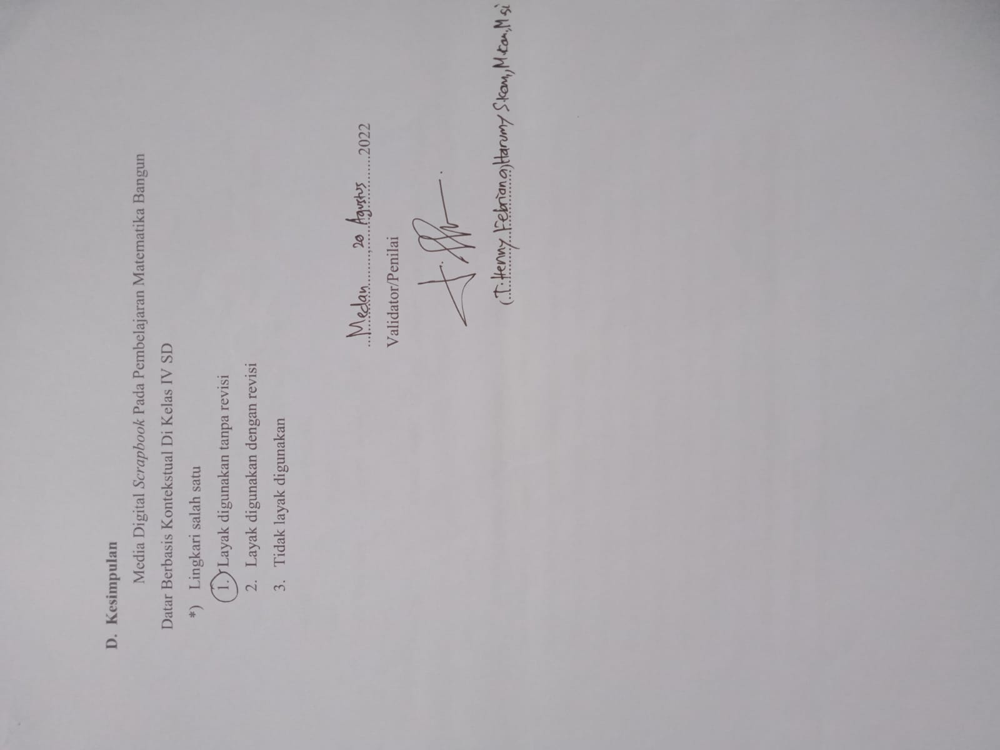 D. Kesimpulan
Media Digital Scrapbook Pada Pembelajaran Matematika Bangun
Datar Berbasis Kontekstual Di Kelas IV SD
*) Lingkari salah satu
1. Layak digunakan tanpa revisi
2. Layak digunakan dengan revisi
3. Tidak layak digunakan
Medan, 20 Agustus 2022
Validator/Penilai
(T. Henny Febriana Harumy S.kom., M.kom., M si